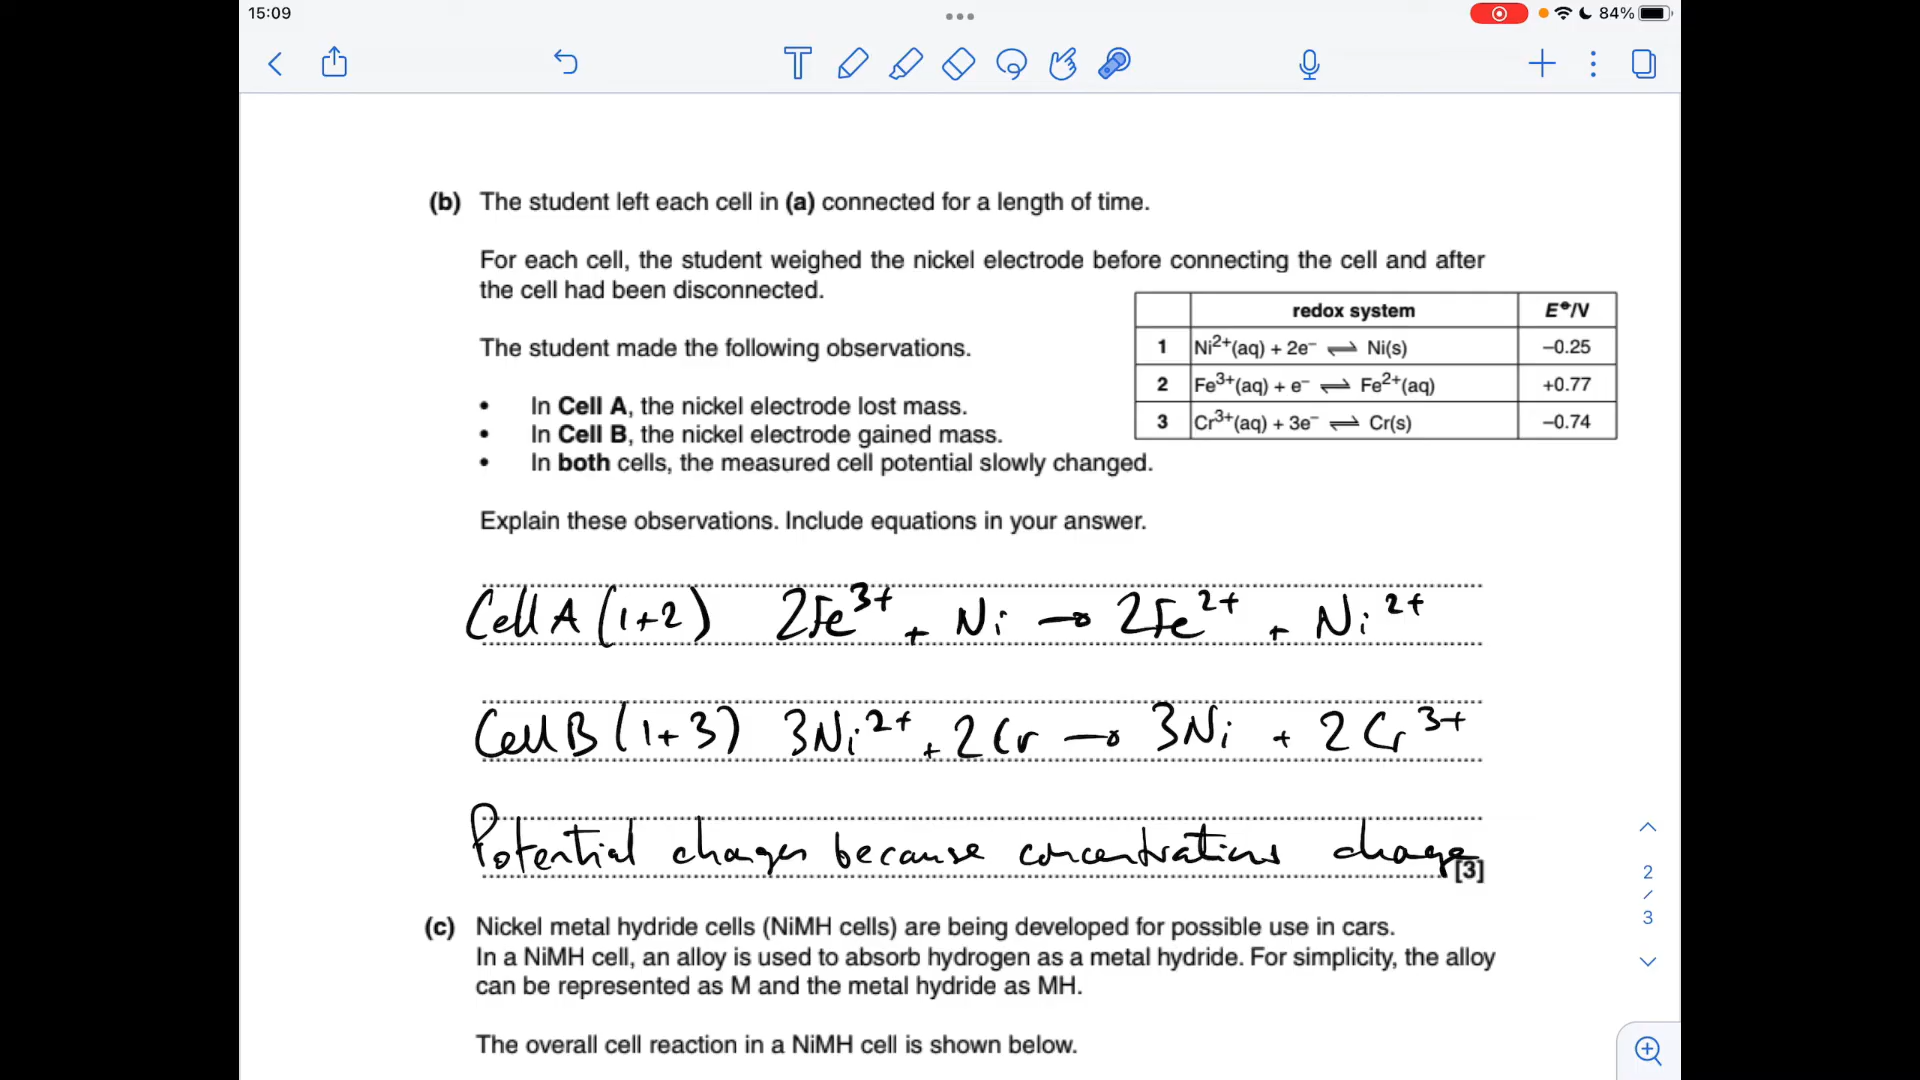 15:09
84%
(b) The student left each cell in (a) connected for a length of time.
For each cell, the student weighed the nickel electrode before connecting the cell and after
the cell had been disconnected.
redox system E⦵/V
1 Ni²⁺(aq) + 2e⁻ ⇌ Ni(s) −0.25
2 Fe³⁺(aq) + e⁻ ⇌ Fe²⁺(aq) +0.77
3 Cr³⁺(aq) + 3e⁻ ⇌ Cr(s) −0.74
The student made the following observations.
• In Cell A, the nickel electrode lost mass.
• In Cell B, the nickel electrode gained mass.
• In both cells, the measured cell potential slowly changed.
Explain these observations. Include equations in your answer.
Cell A (1+2) 2Fe³⁺ + Ni → 2Fe²⁺ + Ni²⁺
Cell B (1+3) 3Ni²⁺ + 2Cr → 3Ni + 2Cr³⁺
Potential changes because concentrations change
[3]
(c) Nickel metal hydride cells (NiMH cells) are being developed for possible use in cars.
In a NiMH cell, an alloy is used to absorb hydrogen as a metal hydride. For simplicity, the alloy
can be represented as M and the metal hydride as MH.
The overall cell reaction in a NiMH cell is shown below.
2
/
3